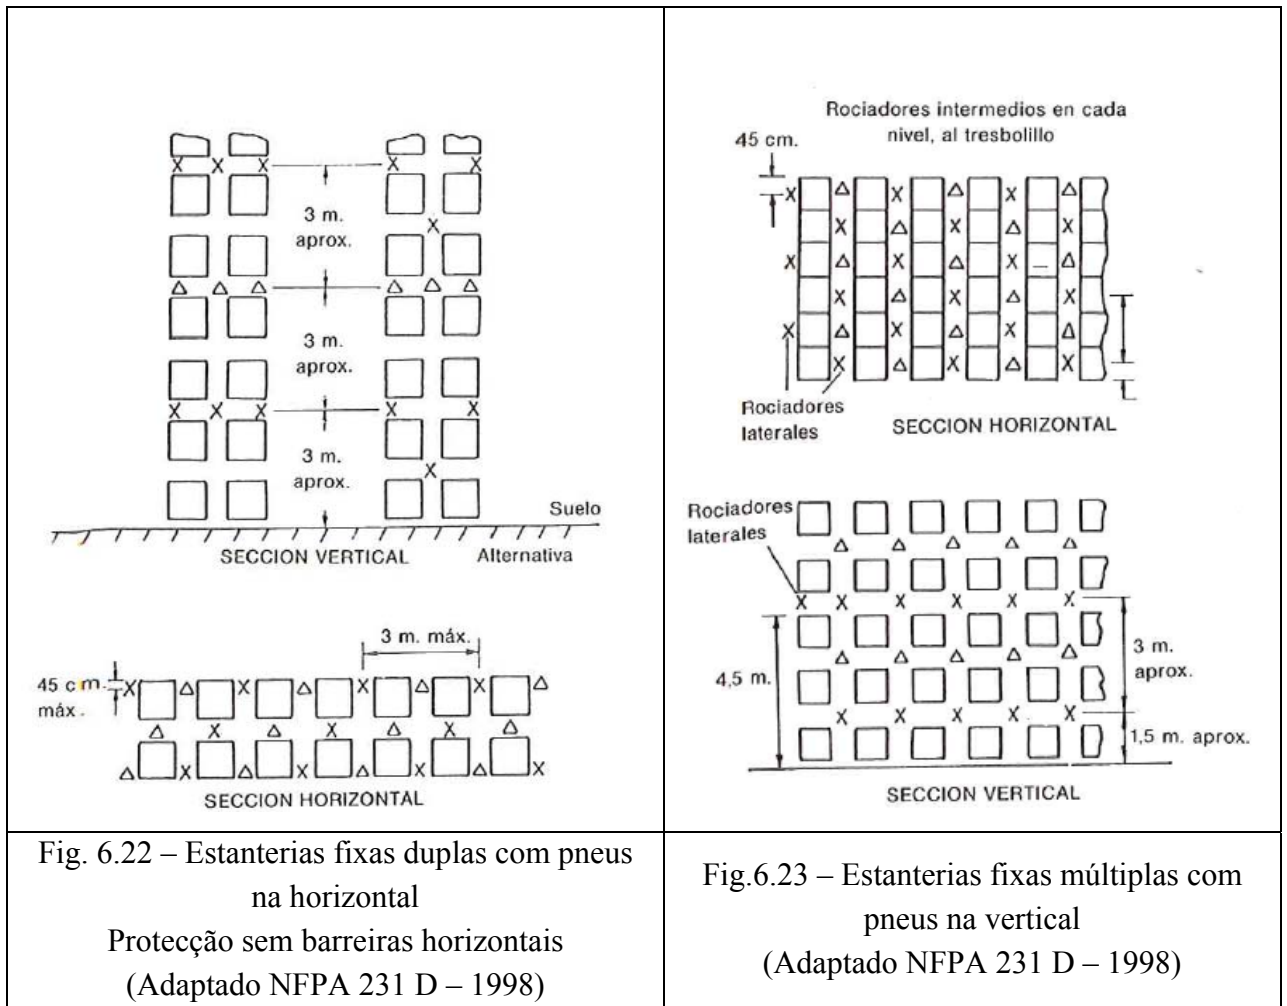 3 m.
aprox.
3 m.
aprox.
3 m.
aprox.
Suelo
SECCION VERTICAL
Alternativa
3 m. máx.
45 cm.
máx.
SECCION HORIZONTAL
Fig. 6.22 – Estanterias fixas duplas com pneus
na horizontal
Protecção sem barreiras horizontais
(Adaptado NFPA 231 D – 1998)
Rociadores intermedios en cada
nivel, al tresbolillo
45 cm.
Rociadores
laterales
SECCION HORIZONTAL
Rociadores
laterales
4,5 m.
3 m.
aprox.
1,5 m. aprox.
SECCION VERTICAL
Fig.6.23 – Estanterias fixas múltiplas com
pneus na vertical
(Adaptado NFPA 231 D – 1998)